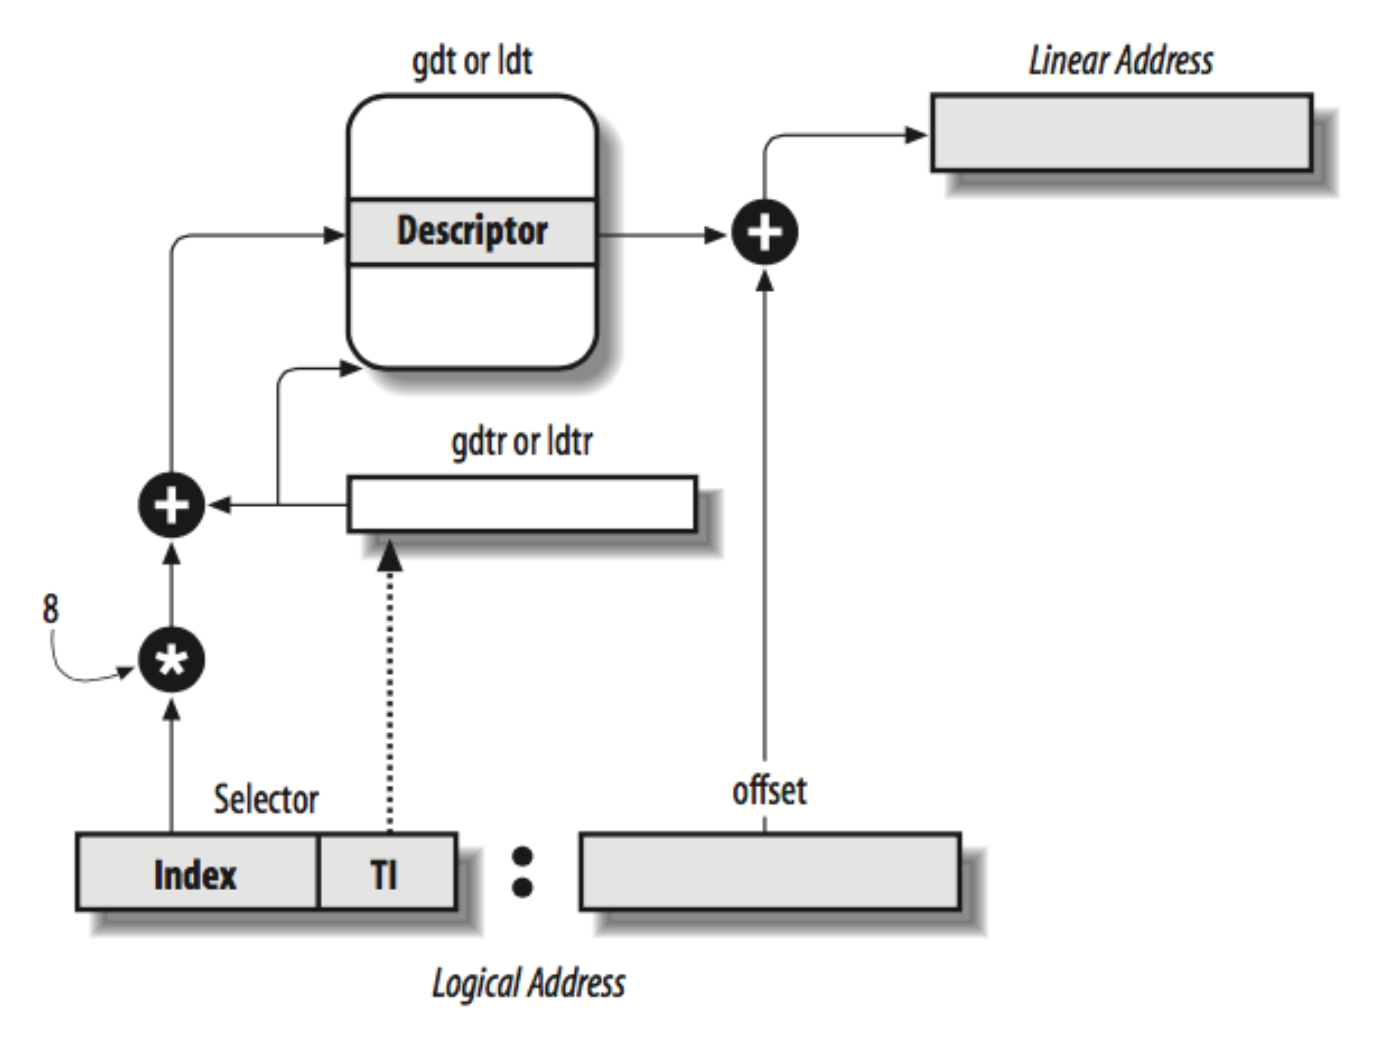 gdt or ldt
Linear Address
Descriptor
+
gdtr or ldtr
+
8
*
Selector
offset
Index
TI
:
Logical Address